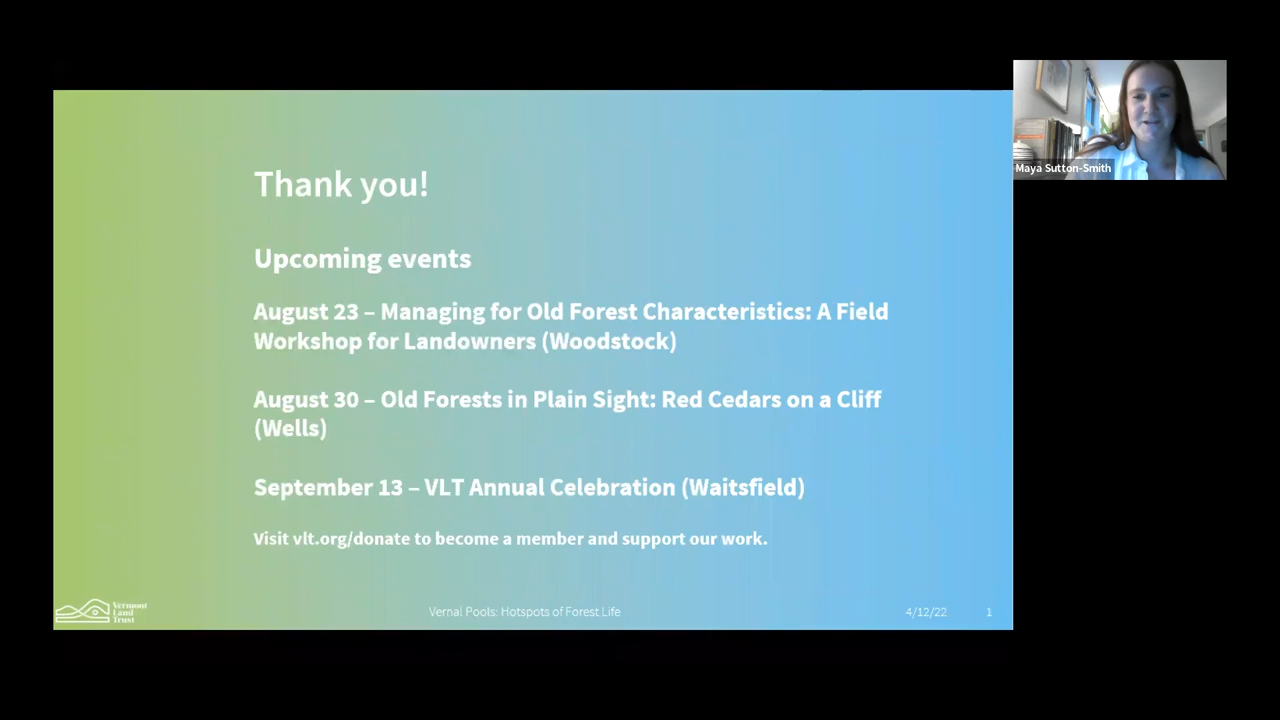 Thank you!
Upcoming events
August 23 – Managing for Old Forest Characteristics: A Field
Workshop for Landowners (Woodstock)
August 30 – Old Forests in Plain Sight: Red Cedars on a Cliff
(Wells)
September 13 – VLT Annual Celebration (Waitsfield)
Visit vlt.org/donate to become a member and support our work.
Vermont
Land
Trust
Vernal Pools: Hotspots of Forest Life
4/12/22
1
Maya Sutton-Smith